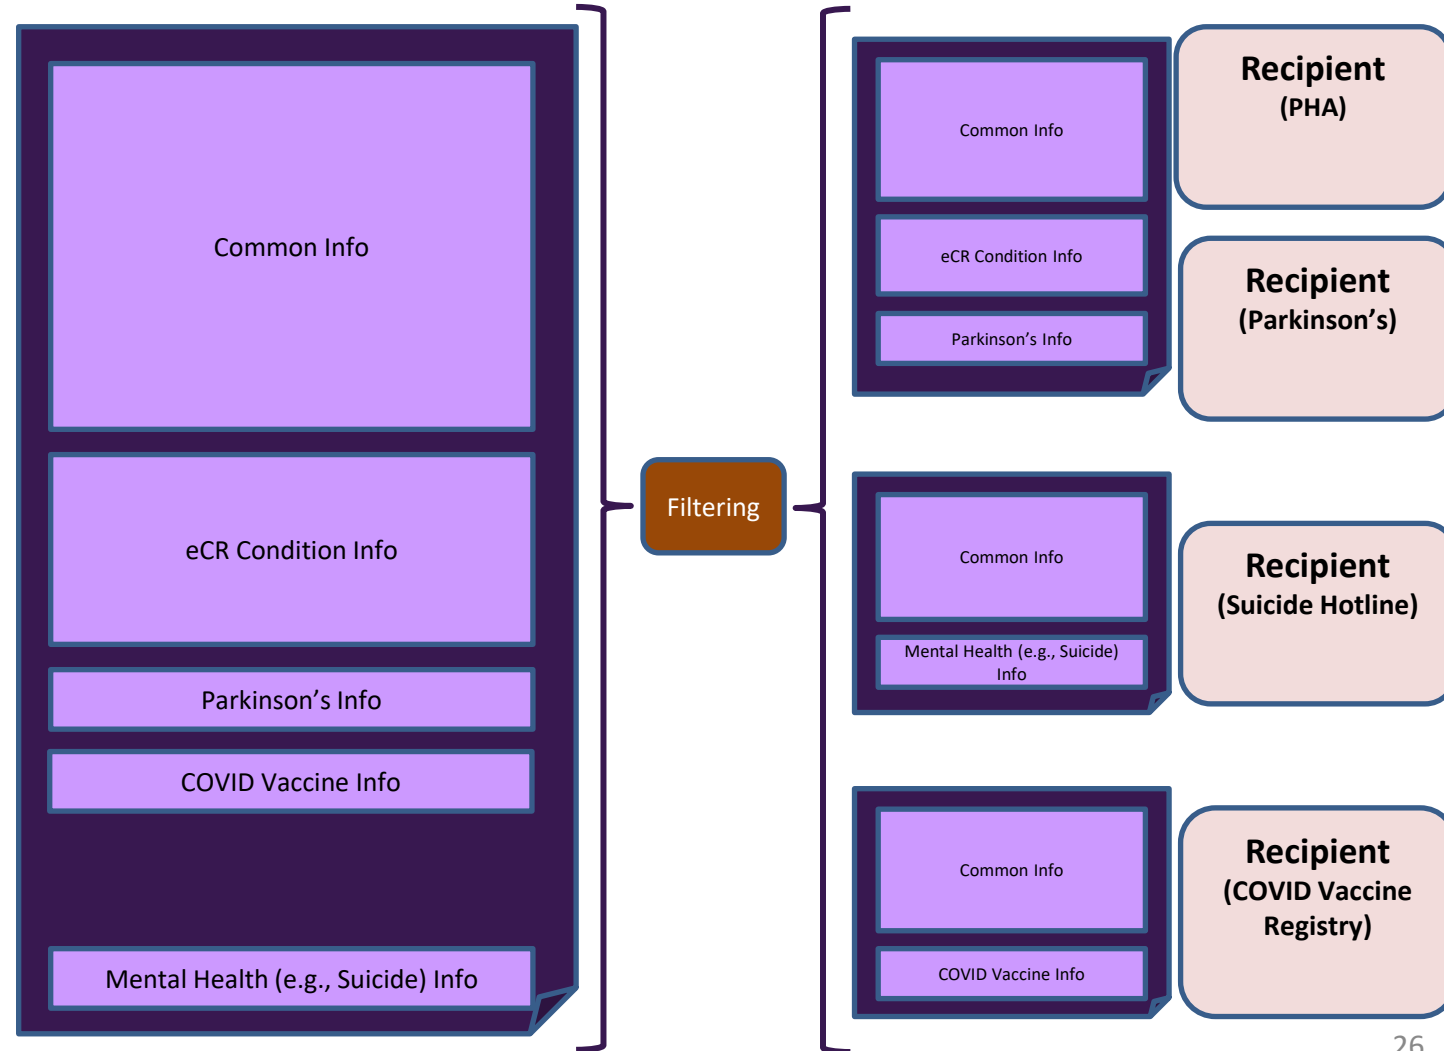 Common Info
eCR Condition Info
Parkinson’s Info
COVID Vaccine Info
Mental Health (e.g., Suicide) Info
Filtering
Common Info
eCR Condition Info
Parkinson’s Info
Recipient
(PHA)
Recipient
(Parkinson’s)
Common Info
Mental Health (e.g., Suicide)
Info
Recipient
(Suicide Hotline)
Common Info
COVID Vaccine Info
Recipient
(COVID Vaccine
Registry)
26